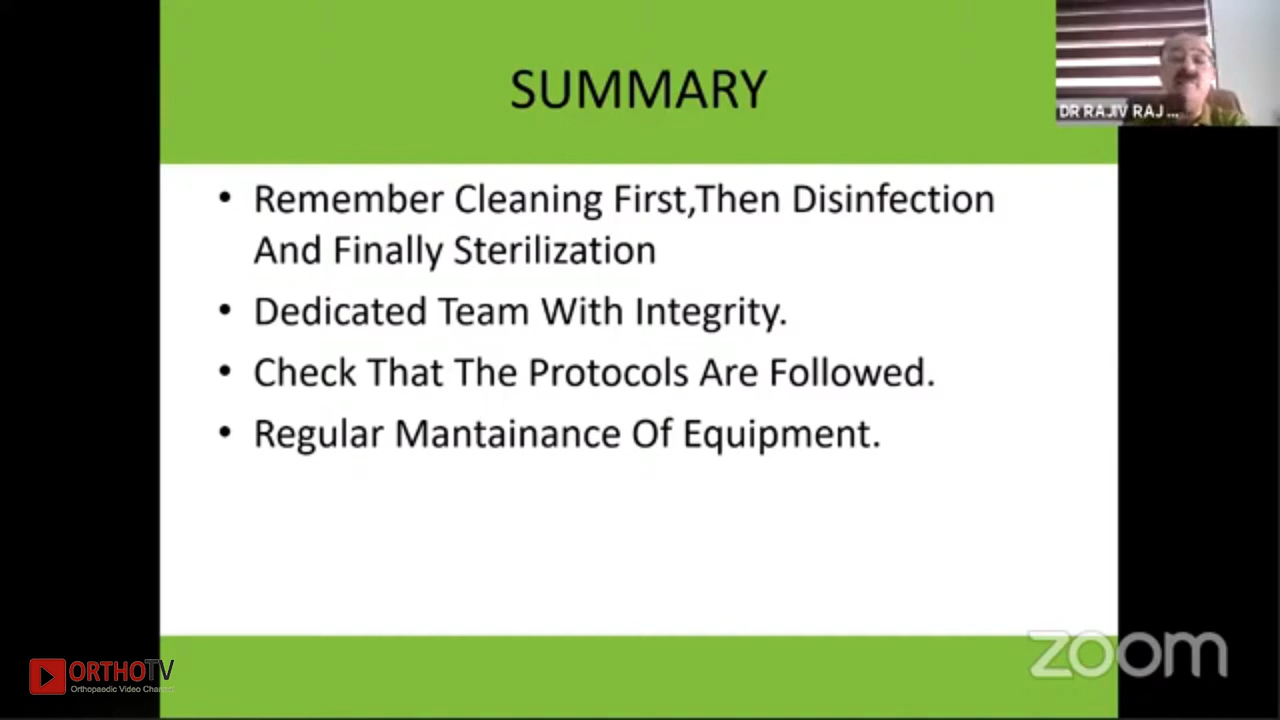 SUMMARY
DR RAJIV RAJ ...
• Remember Cleaning First,Then Disinfection
And Finally Sterilization
• Dedicated Team With Integrity.
• Check That The Protocols Are Followed.
• Regular Mantainance Of Equipment.
zoom
ORTHOTV
Orthopaedic Video Channel